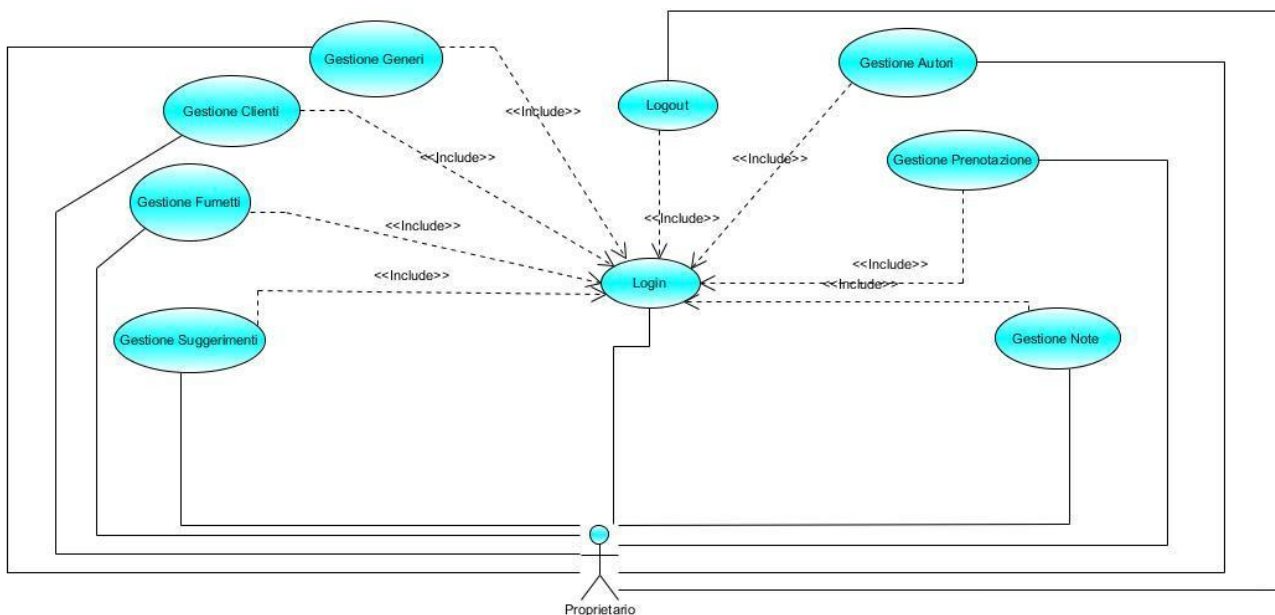 Gestione Generi
Gestione Autori
Logout
Gestione Clienti
<<Include>>
<<Include>>
<<Include>>
Gestione Prenotazione
Gestione Fumetti
<<Include>>
<<Include>>
<<Include>>
<<Include>>
<<Include>>
Login
Gestione Suggerimenti
Gestione Note
Proprietario